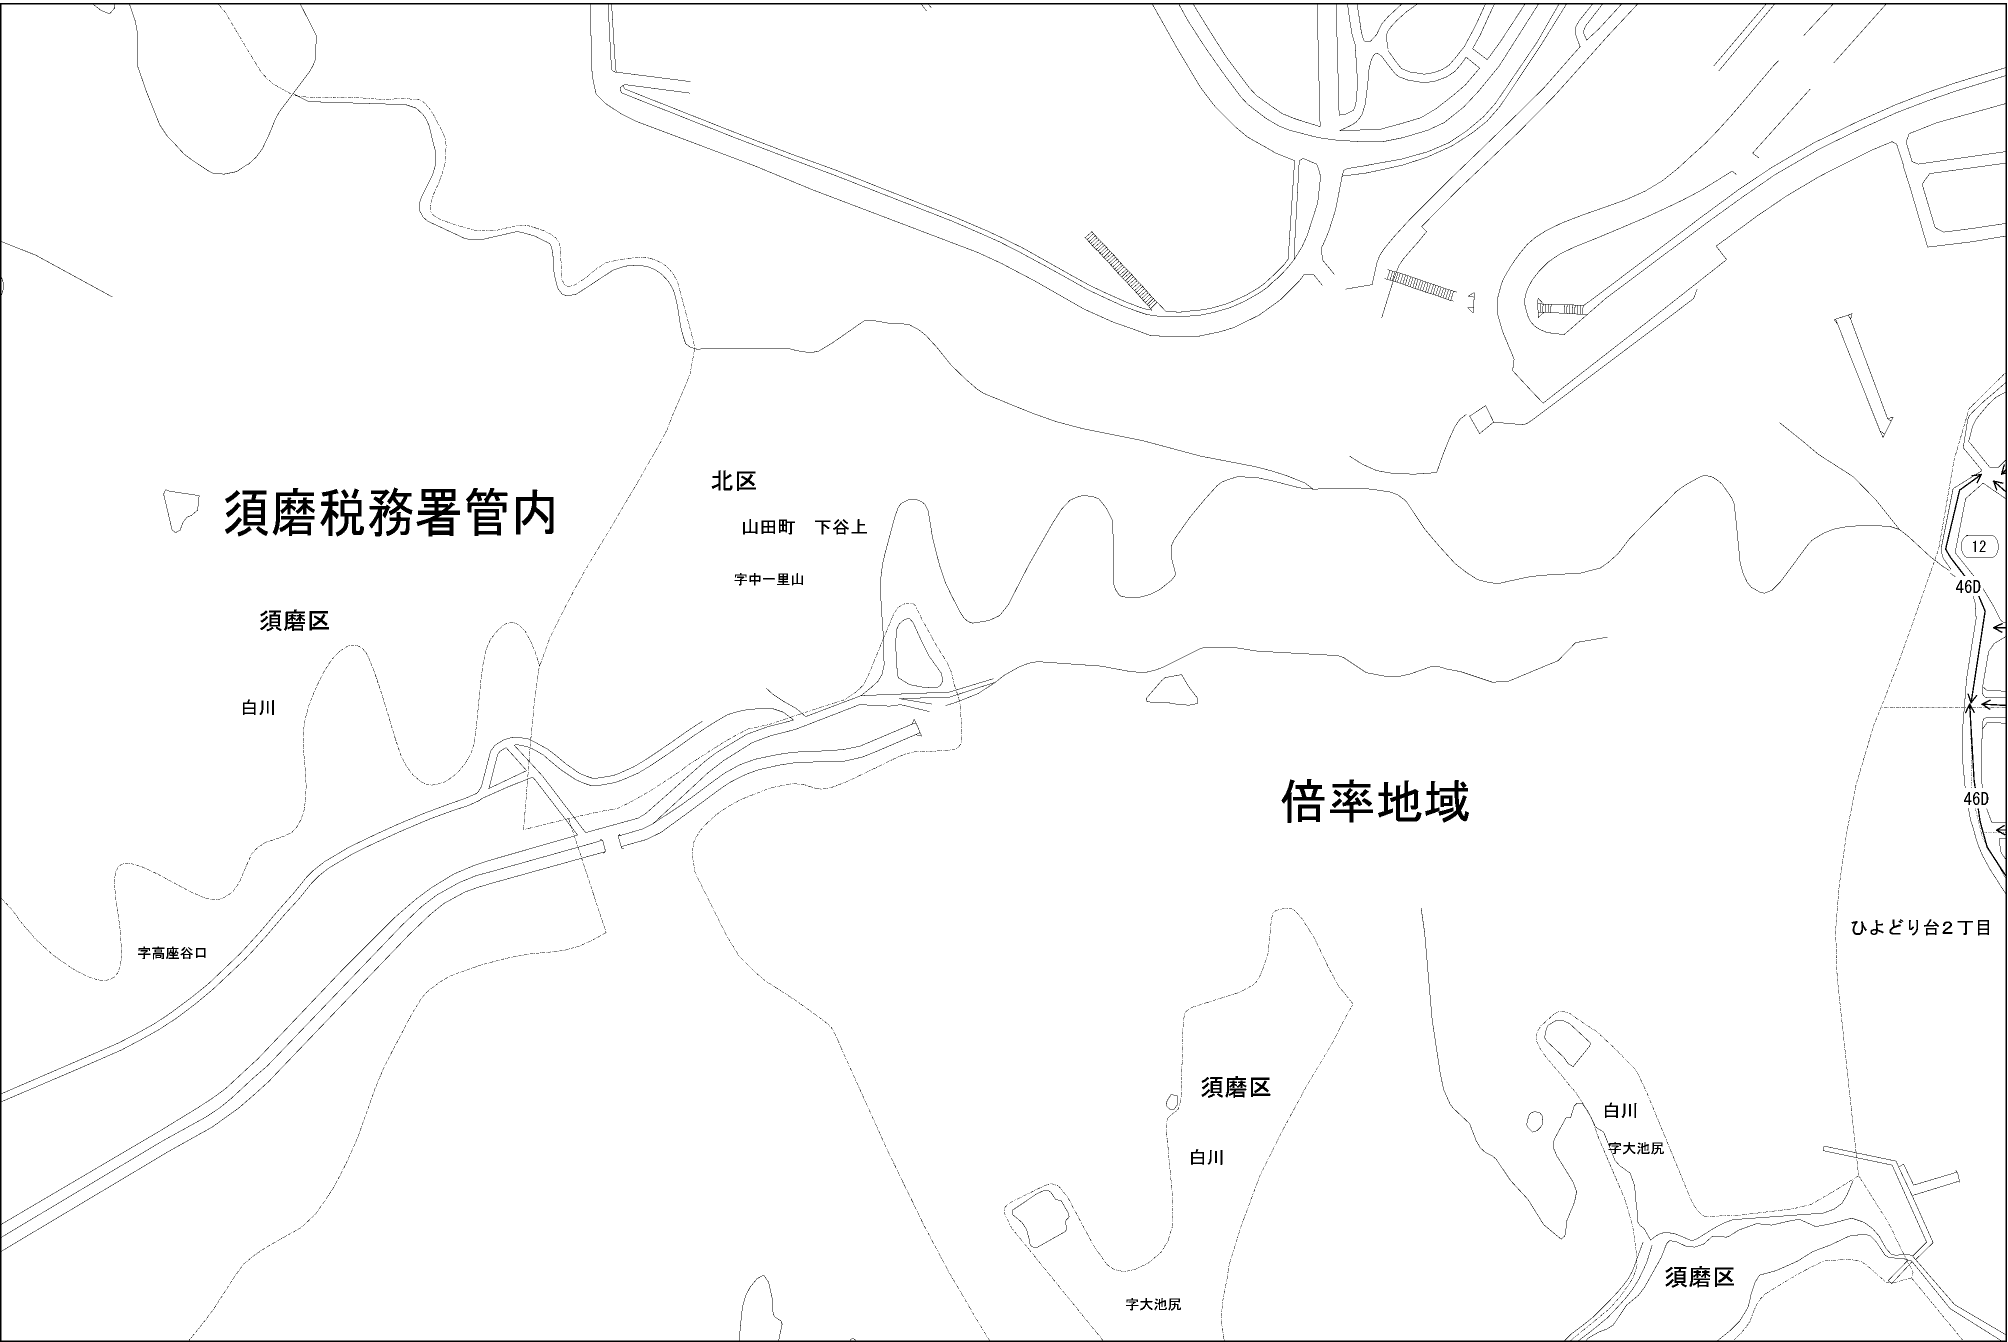 北区
須磨税務署管内
山田町　下谷上
12
字中一里山
46D
須磨区
白川
倍率地域
46D
ひよどり台２丁目
字高座谷口
須磨区
白川
白川
字大池尻
須磨区
字大池尻